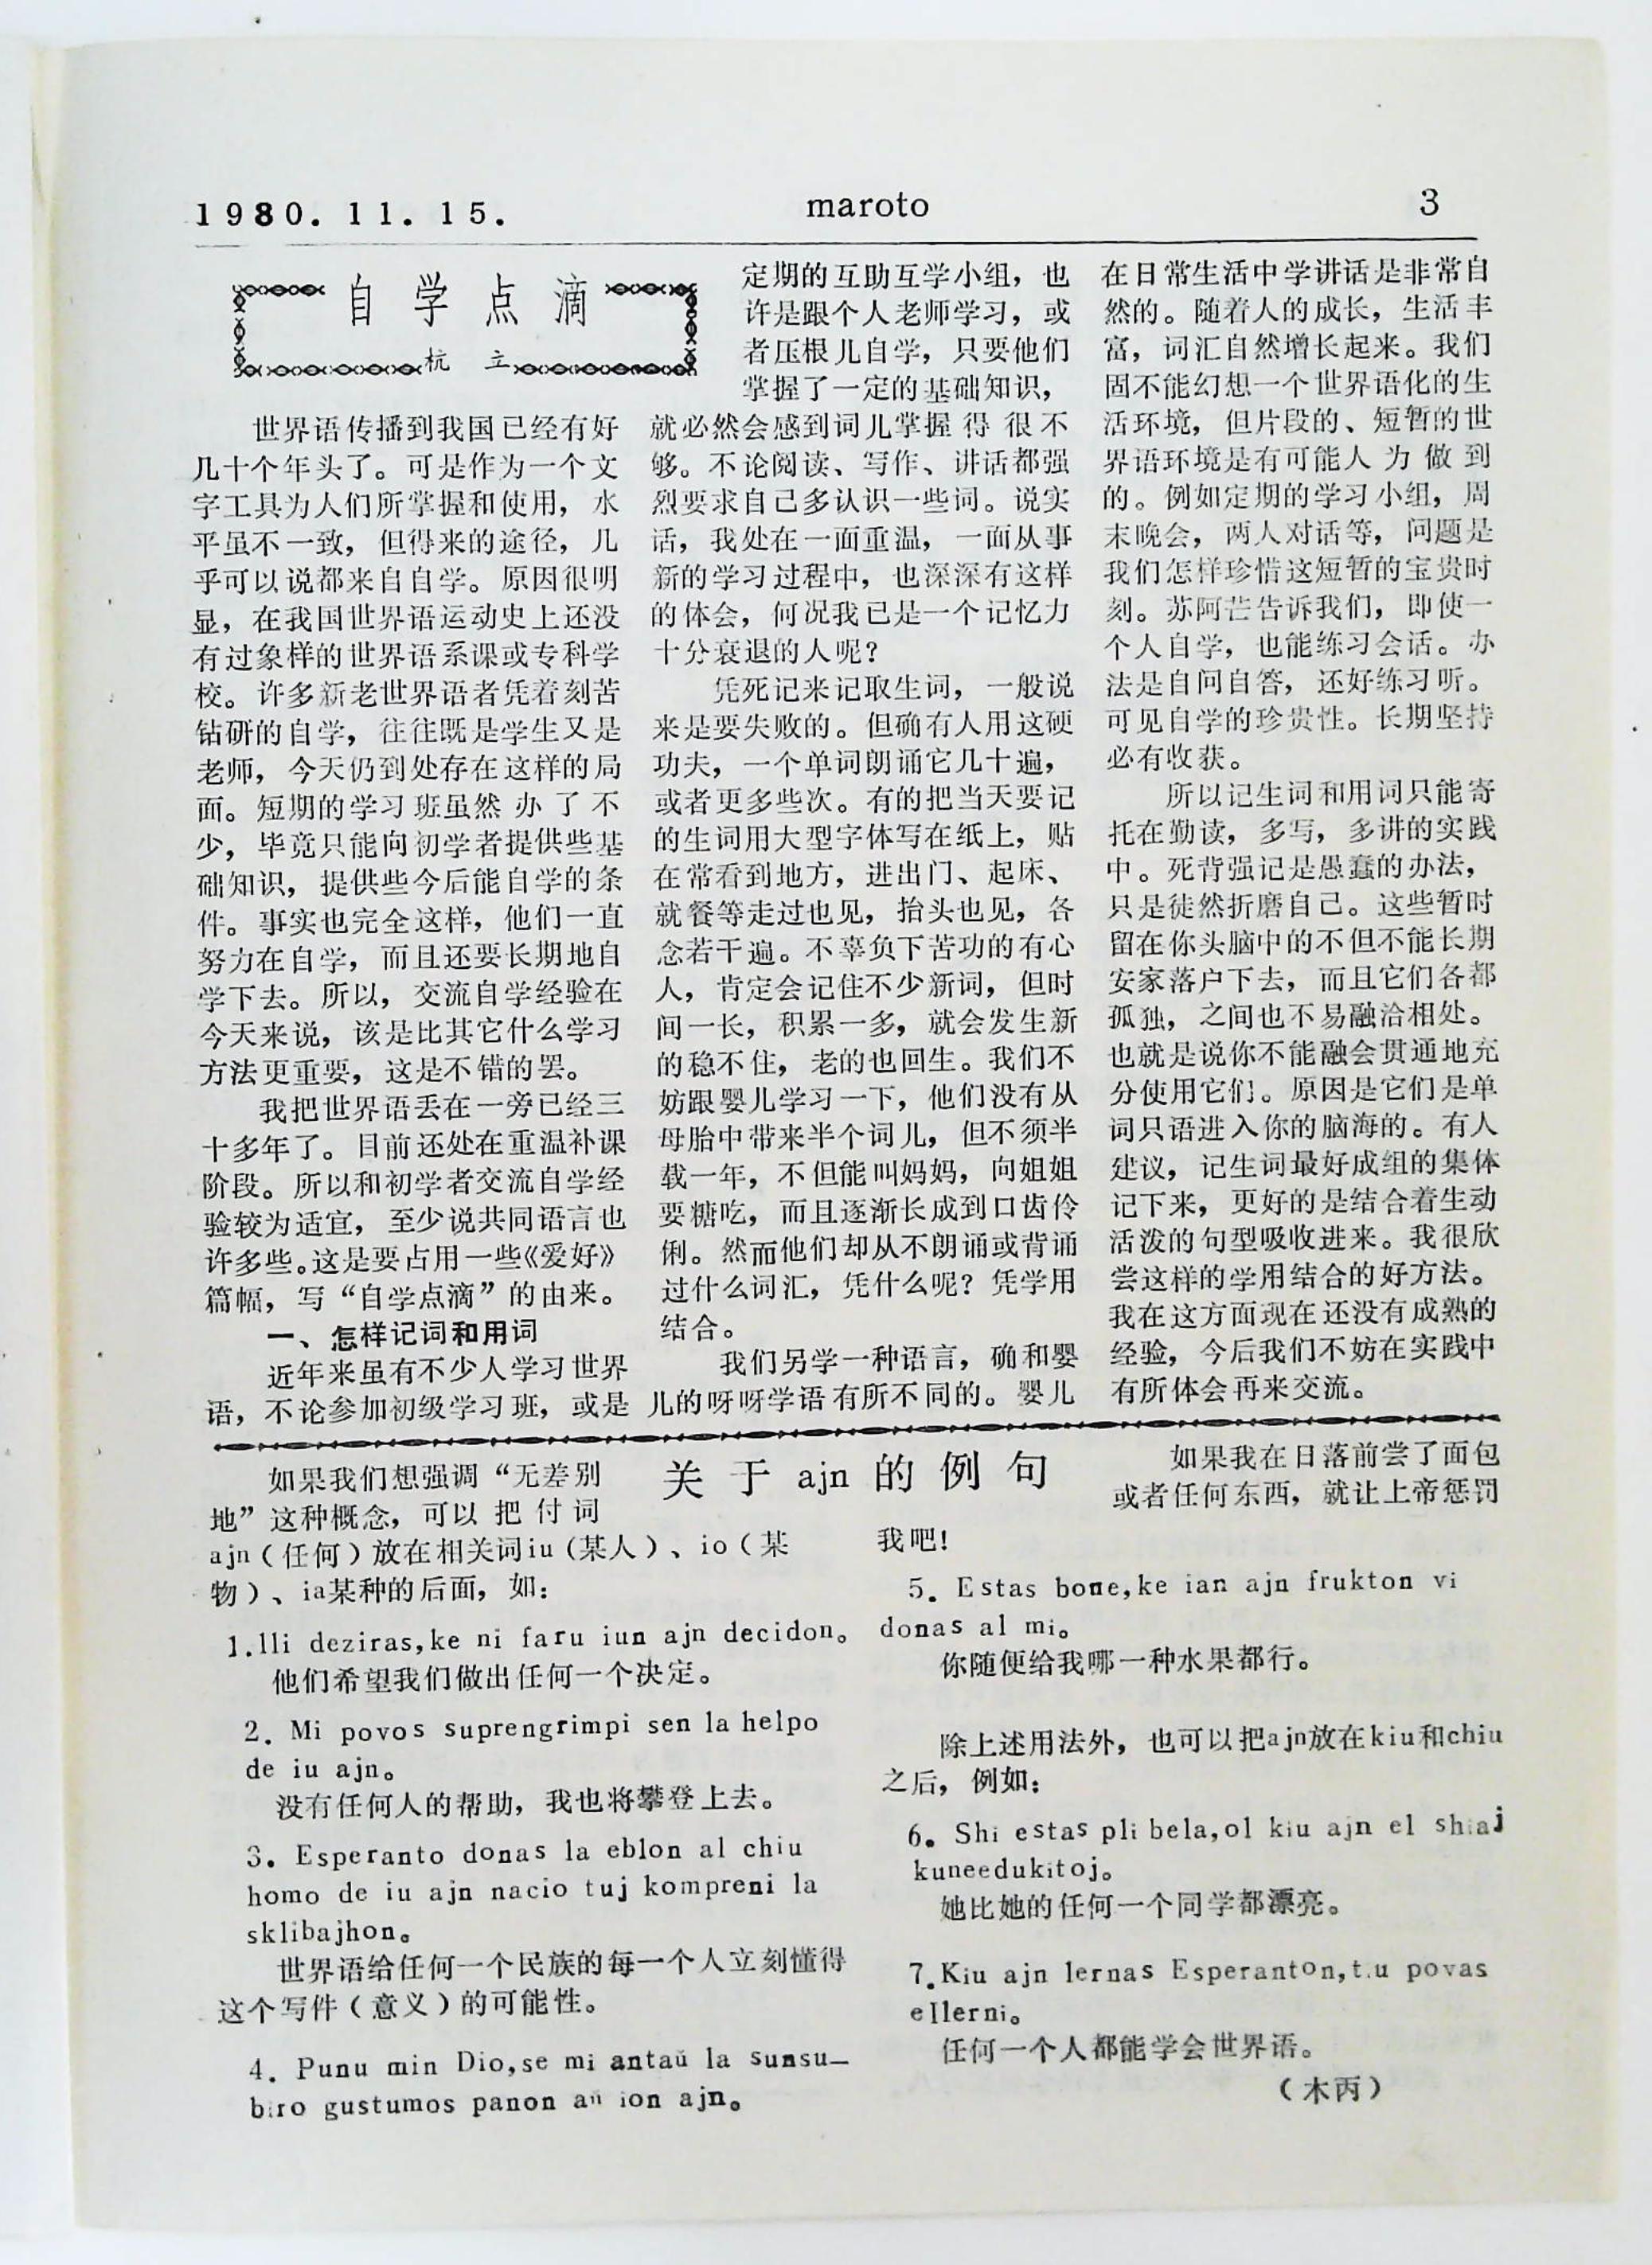 1980. 11. 15.
maroto
3
自学点滴
杭立
世界语传播到我国已经有好
几十个年头了。可是作为一个文
字工具为人们所掌握和使用，水
平虽不一致，但得来的途径，几
乎可以说都来自自学。原因很明
显，在我国世界语运动史上还没
有过象样的世界语系课或专科学
校。许多新老世界语者凭着刻苦
钻研的自学，往往既是学生又是
老师，今天仍到处存在这样的局
面。短期的学习班虽然办了不
少，毕竟只能向初学者提供些基
础知识，提供些今后能自学的条
件。事实也完全这样，他们一直
努力在自学，而且还要长期地自
学下去。所以，交流自学经验在
今天来说，该是比其它什么学习
方法更重要，这是不错的罢。
我把世界语丢在一旁已经三
十多年了。目前还处在重温补课
阶段。所以和初学者交流自学经
验较为适宜，至少说共同语言也
许多些。这是要占用一些《爱好》
篇幅，写“自学点滴”的由来。
一、怎样记词和用词
近年来虽有不少人学习世界
语，不论参加初级学习班，或是
定期的互助互学小组，也
许是跟个人老师学习，或
者压根儿自学，只要他们
掌握了一定的基础知识，
就必然会感到词儿掌握得很不
够。不论阅读、写作、讲话都强
烈要求自己多认识一些词。说实
话，我处在一面重温，一面从事
新的学习过程中，也深深有这样
的体会，何况我已是一个记忆力
十分衰退的人呢？
凭死记来记取生词，一般说
来是要失败的。但确有人用这硬
功夫，一个单词朗诵它几十遍，
或者更多些次。有的把当天要记
的生词用大型字体写在纸上，贴
在常看到地方，进出门、起床、
就餐等走过也见，抬头也见，各
念若干遍。不辜负下苦功的有心
人，肯定会记住不少新词，但时
间一长，积累一多，就会发生新
的稳不住，老的也回生。我们不
妨跟婴儿学习一下，他们没有从
母胎中带来半个词儿，但不须半
载一年，不但能叫妈妈，向姐姐
要糖吃，而且逐渐长成到口齿伶
俐。然而他们却从不朗诵或背诵
过什么词汇，凭什么呢？凭学用
结合。
我们另学一种语言，确和婴
儿的呀呀学语有所不同的。婴儿
在日常生活中学讲话是非常自
然的。随着人的成长，生活丰
富，词汇自然增长起来。我们
固不能幻想一个世界语化的生
活环境，但片段的、短暂的世
界语环境是有可能人为做到
的。例如定期的学习小组，周
末晚会，两人对话等，问题是
我们怎样珍惜这短暂的宝贵时
刻。苏阿芒告诉我们，即使一
个人自学，也能练习会话。办
法是自问自答，还好练习听。
可见自学的珍贵性。长期坚持
必有收获。
所以记生词和用词只能寄
托在勤读，多写，多讲的实践
中。死背强记是愚蠢的办法，
只是徒然折磨自己。这些暂时
留在你头脑中的不但不能长期
安家落户下去，而且它们各都
孤独，之间也不易融洽相处。
也就是说你不能融会贯通地充
分使用它们。原因是它们是单
词只语进入你的脑海的。有人
建议，记生词最好成组的集体
记下来，更好的是结合着生动
活泼的句型吸收进来。我很欣
尝这样的学用结合的好方法。
我在这方面现在还没有成熟的
经验，今后我们不妨在实践中
有所体会再来交流。
关于ajn的例句
如果我们想强调“无差别
地”这种概念，可以把付词
ajn（任何）放在相关词iu（某人）、io（某
物）、ia某种的后面，如：
1.Ili deziras,ke ni faru iun ajn decidon。
他们希望我们做出任何一个决定。
2. Mi povos suprengrimpi sen la helpo
de iu ajn。
没有任何人的帮助，我也将攀登上去。
3. Esperanto donas la eblon al chiu
homo de iu ajn nacio tuj kompreni la
sklibajhon。
世界语给任何一个民族的每一个人立刻懂得
这个写件（意义）的可能性。
4. Punu min Dio,se mi antaŭ la sunsu—
biro gustumos panon aŭ ion ajn。
如果我在日落前尝了面包
或者任何东西，就让上帝惩罚
我吧！
5. Estas bone,ke ian ajn frukton vi
donas al mi。
你随便给我哪一种水果都行。
除上述用法外，也可以把ajn放在kiu和chiu
之后，例如：
6. Shi estas pli bela,ol kiu ajn el shiaj
kuneedukitoj。
她比她的任何一个同学都漂亮。
7.Kiu ajn lernas Esperanton,tiu povas
ellerni。
任何一个人都能学会世界语。
（木丙）